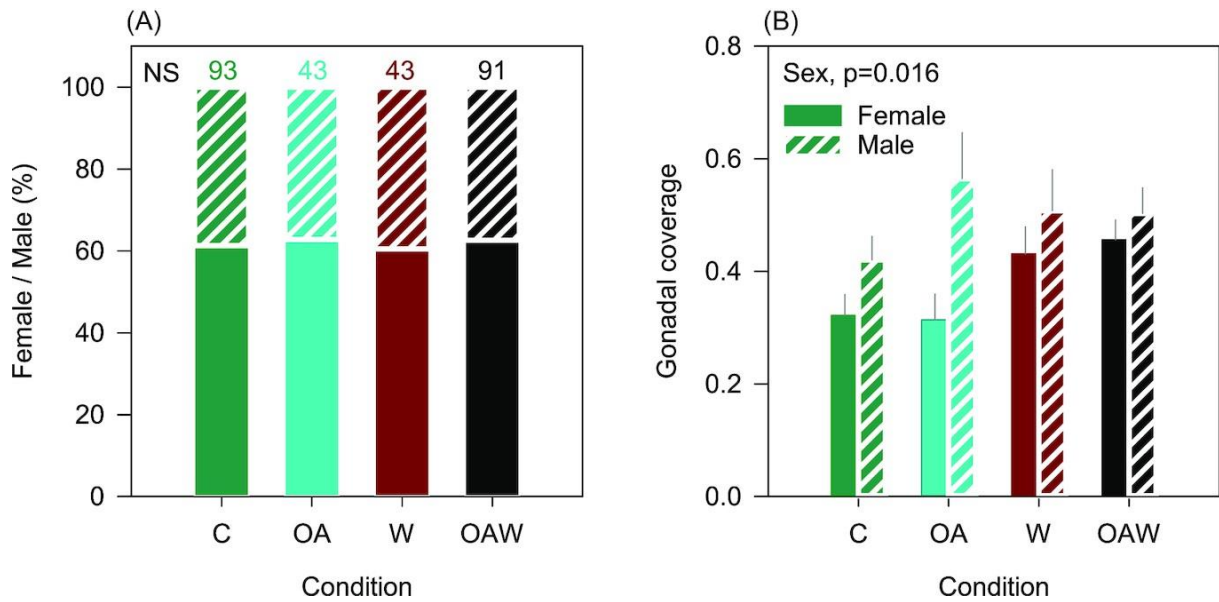 (A)
NS 93 43 43 91
100
80
60
40
20
0
Female / Male (%)
C OA W OAW
Condition
(B)
0.8
0.6
0.4
0.2
0.0
Gonadal coverage
Sex, p=0.016
Female
Male
C OA W OAW
Condition